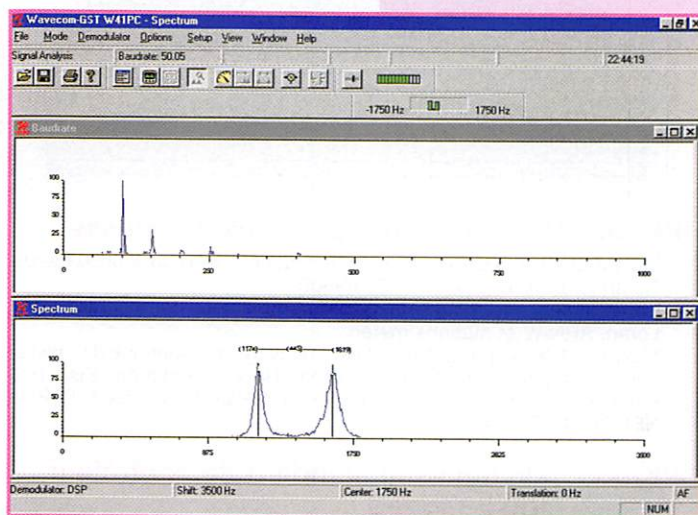 Wavecom-GST W41PC - Spectrum
File Mode Demodulator Options Setup View Window Help
Signal Analysis Baudrate: 50.05 22:44:19
-1750 Hz 1750 Hz
Baudrate
100
75
50
25
0
0 250 500 750 1000
Spectrum
(1174) (445) (1619)
100
75
50
25
0
0 875 1750 2625 3500
Demodulator: DSP Shift: 3500 Hz Center: 1750 Hz Translation: 0 Hz AF
NUM